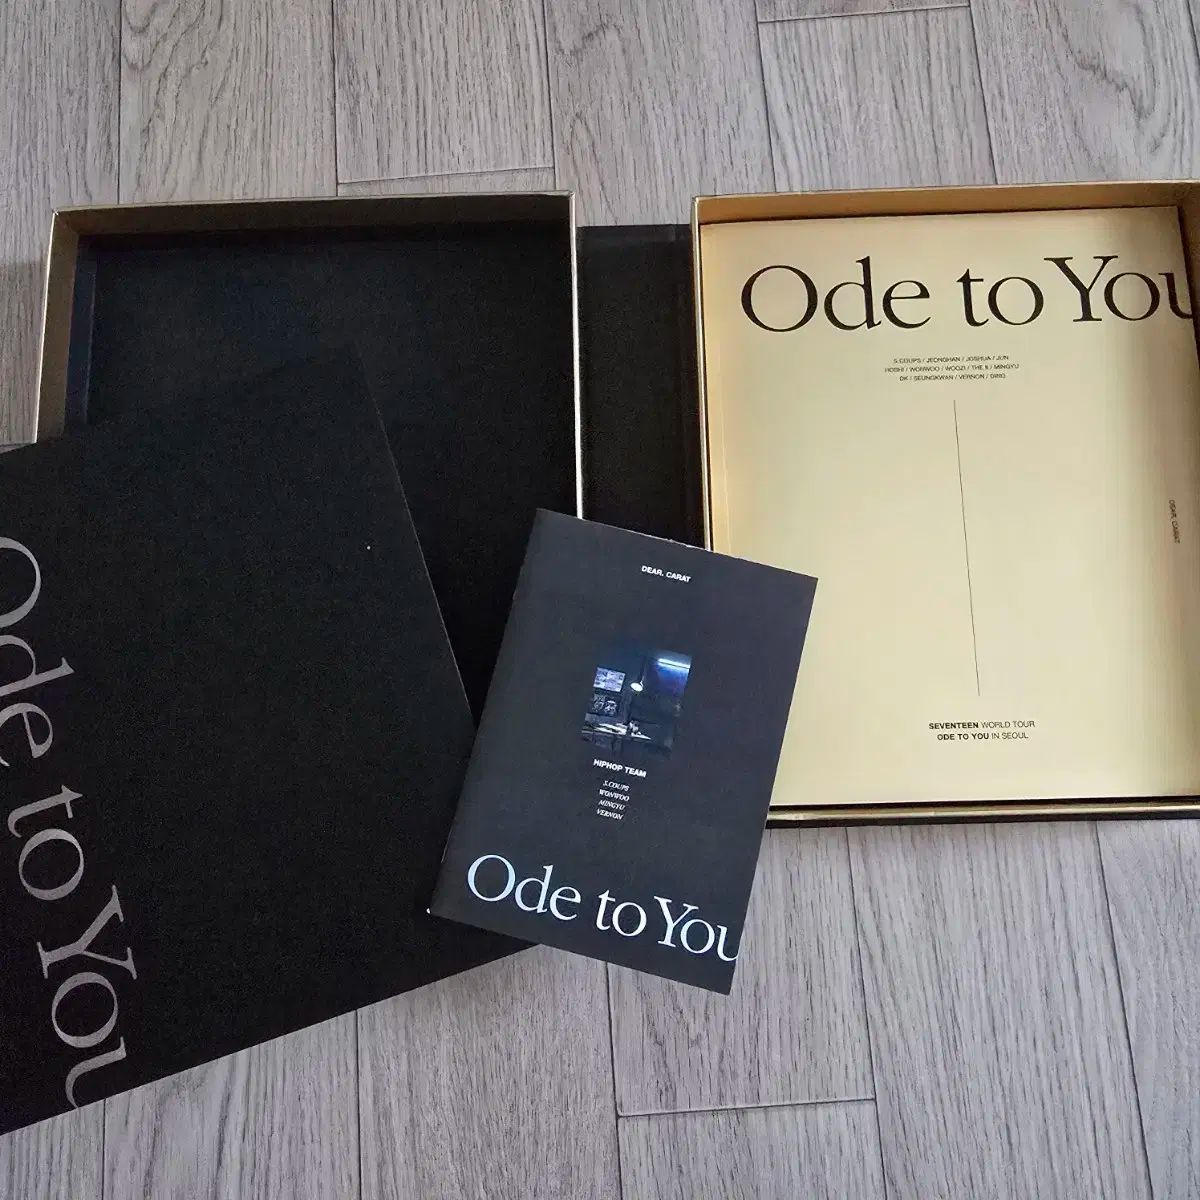 Ode to You
S.COUPS / JEONGHAN / JOSHUA / JUN
HOSHI / WONWOO / WOOZI / THE 8 / MINGYU
DK / SEUNGKWAN / VERNON / DINO
DEAR. CARAT
SEVENTEEN WORLD TOUR
ODE TO YOU IN SEOUL
Ode to You
DEAR. CARAT
HIPHOP TEAM
S.COUPS
WONWOO
MINGYU
VERNON
Ode to You